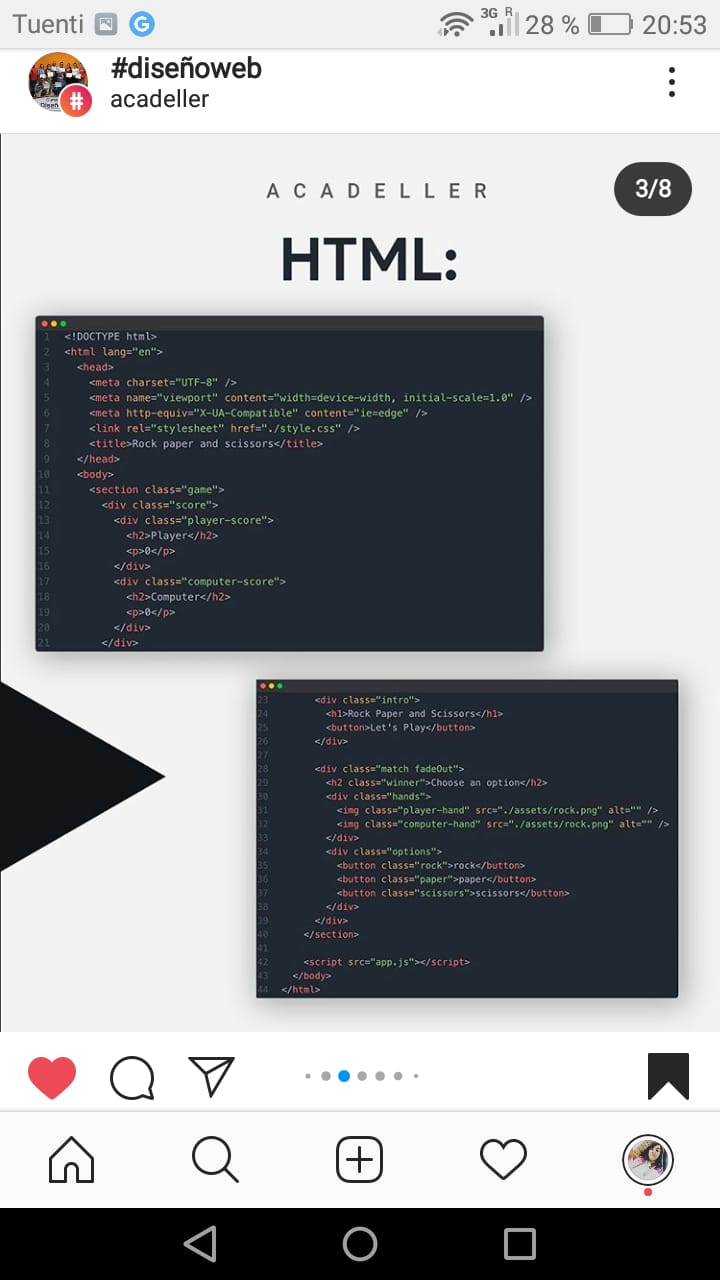 Tuenti
3G R 28 % 20:53
#diseñoweb
acadeller
ACADELLER
3/8
HTML:
1 <!DOCTYPE html>
2 <html lang="en">
3 <head>
4 <meta charset="UTF-8" />
5 <meta name="viewport" content="width=device-width, initial-scale=1.0" />
6 <meta http-equiv="X-UA-Compatible" content="ie=edge" />
7 <link rel="stylesheet" href="./style.css" />
8 <title>Rock paper and scissors</title>
9 </head>
10 <body>
11 <section class="game">
12 <div class="score">
13 <div class="player-score">
14 <h2>Player</h2>
15 <p>0</p>
16 </div>
17 <div class="computer-score">
18 <h2>Computer</h2>
19 <p>0</p>
20 </div>
21 </div>
23 <div class="intro">
24 <h1>Rock Paper and Scissors</h1>
25 <button>Let's Play</button>
26 </div>
27
28 <div class="match fadeOut">
29 <h2 class="winner">Choose an option</h2>
30 <div class="hands">
31 <img class="player-hand" src="./assets/rock.png" alt="" />
32 <img class="computer-hand" src="./assets/rock.png" alt="" />
33 </div>
34 <div class="options">
35 <button class="rock">rock</button>
36 <button class="paper">paper</button>
37 <button class="scissors">scissors</button>
38 </div>
39 </div>
40 </section>
41
42 <script src="app.js"></script>
43 </body>
44 </html>